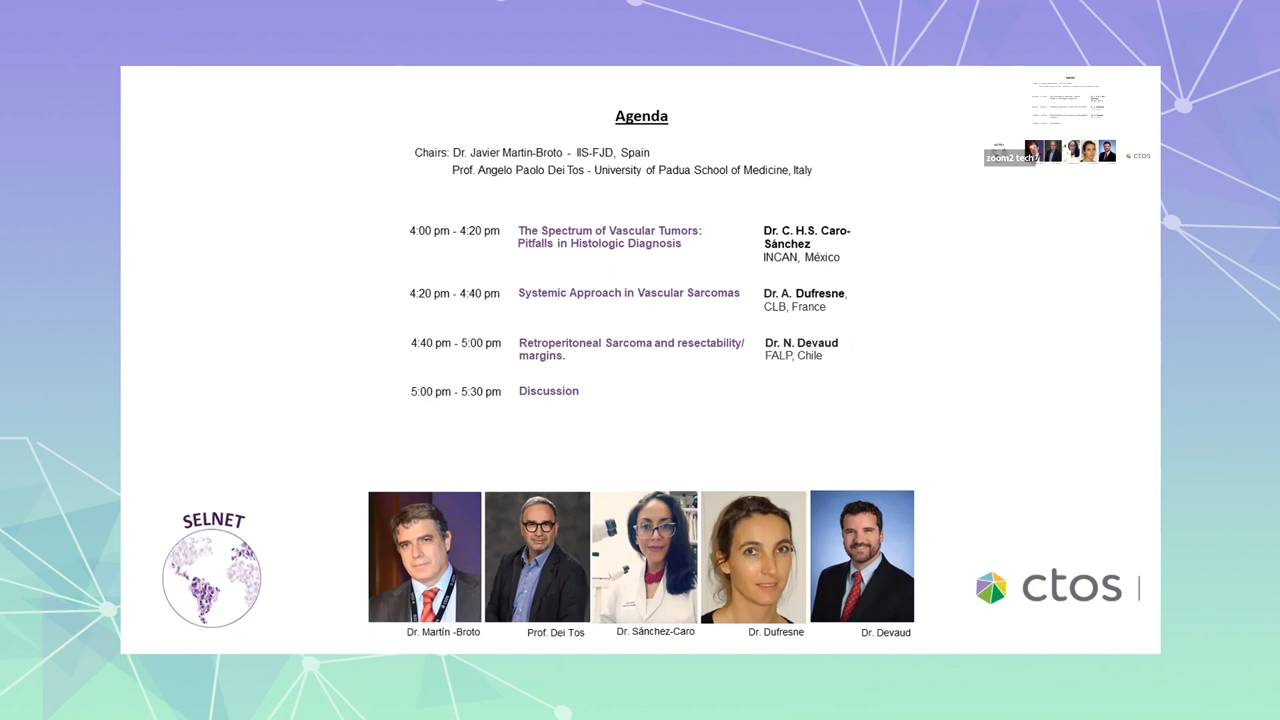 Agenda
Chairs: Dr. Javier Martin-Broto - IIS-FJD, Spain
Prof. Angelo Paolo Dei Tos - University of Padua School of Medicine, Italy
4:00 pm - 4:20 pm
The Spectrum of Vascular Tumors:
Pitfalls in Histologic Diagnosis
Dr. C. H.S. Caro-
Sánchez
INCAN, México
4:20 pm - 4:40 pm
Systemic Approach in Vascular Sarcomas
Dr. A. Dufresne,
CLB, France
4:40 pm - 5:00 pm
Retroperitoneal Sarcoma and resectability/
margins.
Dr. N. Devaud
FALP, Chile
5:00 pm - 5:30 pm
Discussion
zoom2 tech
ctos
SELNET
Dr. Martín -Broto
Prof. Dei Tos
Dr. Sánchez-Caro
Dr. Dufresne
Dr. Devaud
ctos